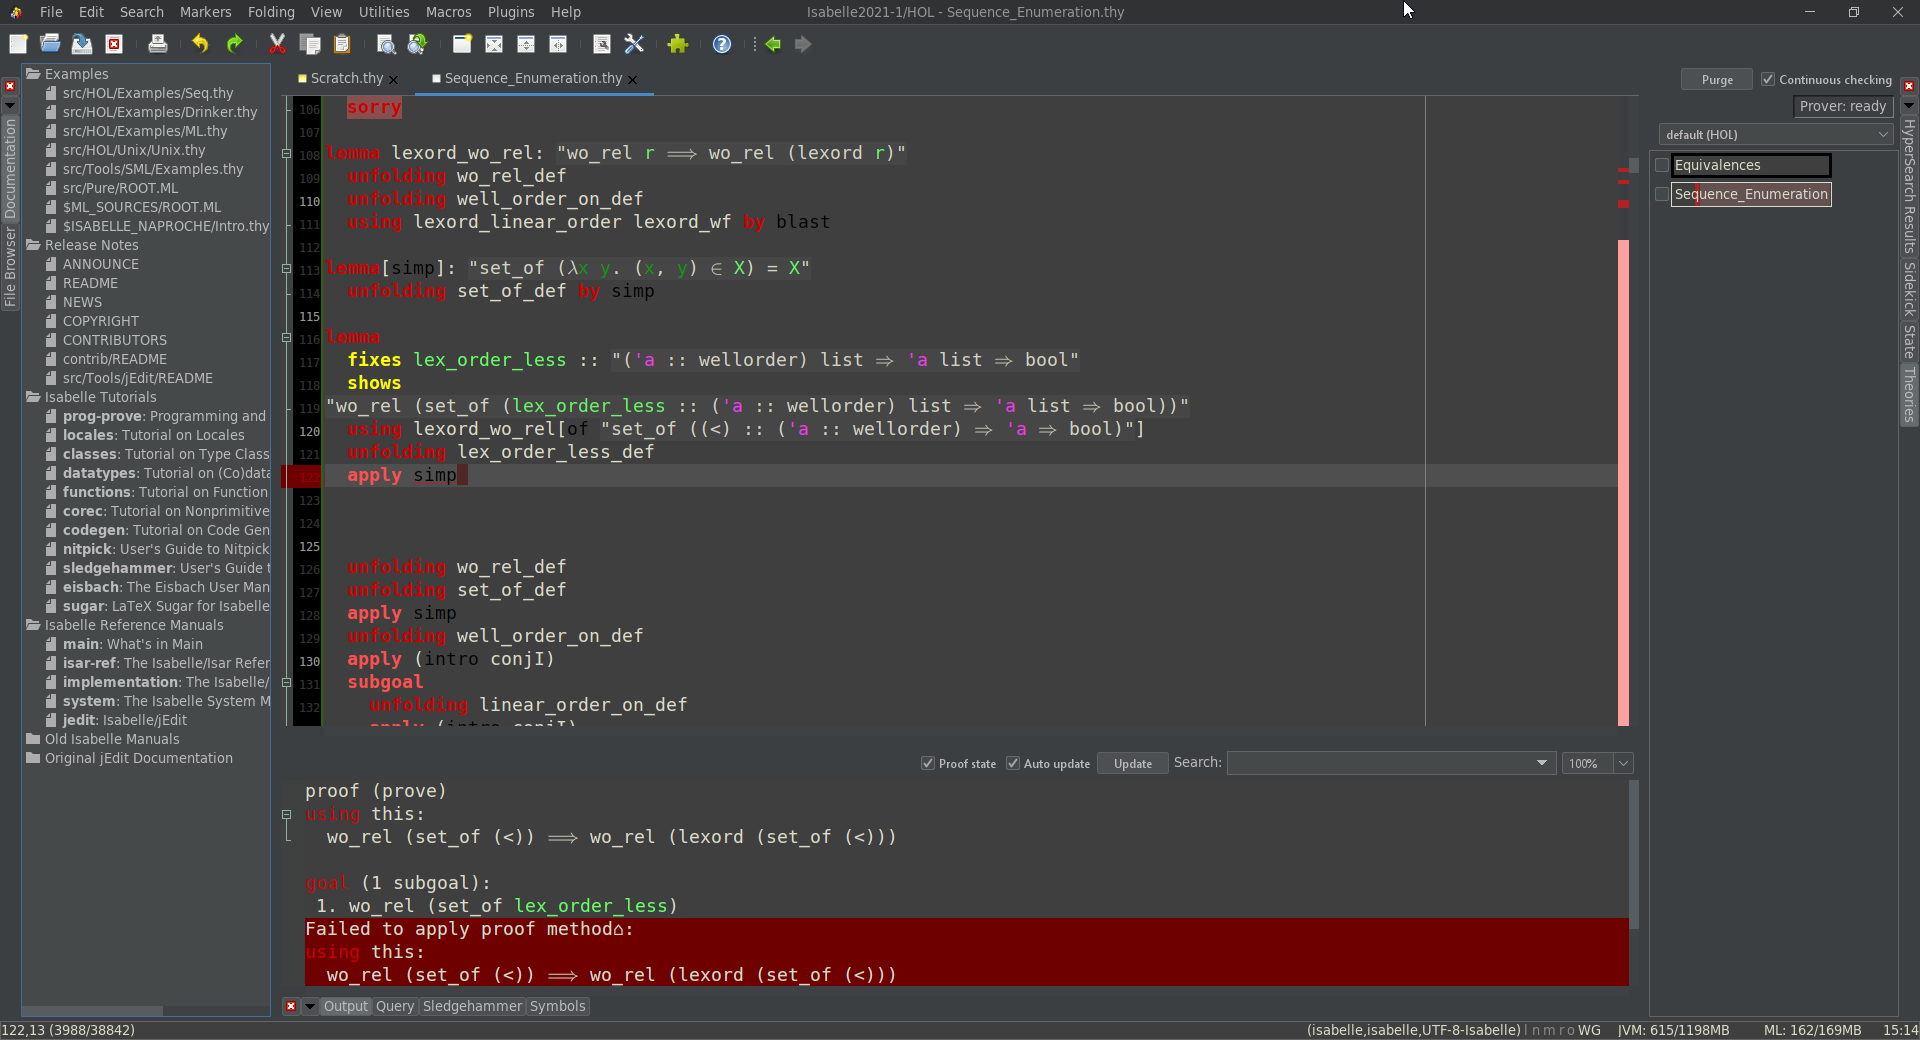 File Edit Search Markers Folding View Utilities Macros Plugins Help
Isabelle2021-1/HOL - Sequence_Enumeration.thy
File Browser Documentation
Examples
src/HOL/Examples/Seq.thy
src/HOL/Examples/Drinker.thy
src/HOL/Examples/ML.thy
src/HOL/Unix/Unix.thy
src/Tools/SML/Examples.thy
src/Pure/ROOT.ML
$ML_SOURCES/ROOT.ML
$ISABELLE_NAPROCHE/Intro.thy
Release Notes
ANNOUNCE
README
NEWS
COPYRIGHT
CONTRIBUTORS
contrib/README
src/Tools/jEdit/README
Isabelle Tutorials
prog-prove: Programming and
locales: Tutorial on Locales
classes: Tutorial on Type Class
datatypes: Tutorial on (Co)data
functions: Tutorial on Function
corec: Tutorial on Nonprimitive
codegen: Tutorial on Code Gen
nitpick: User's Guide to Nitpick
sledgehammer: User's Guide t
eisbach: The Eisbach User Man
sugar: LaTeX Sugar for Isabelle
Isabelle Reference Manuals
main: What's in Main
isar-ref: The Isabelle/Isar Refer
implementation: The Isabelle/
system: The Isabelle System M
jedit: Isabelle/jEdit
Old Isabelle Manuals
Original jEdit Documentation
Scratch.thy
Sequence_Enumeration.thy
106 sorry
107
108 lemma lexord_wo_rel: "wo_rel r ⟹ wo_rel (lexord r)"
109 unfolding wo_rel_def
110 unfolding well_order_on_def
111 using lexord_linear_order lexord_wf by blast
112
113 lemma[simp]: "set_of (λx y. (x, y) ∈ X) = X"
114 unfolding set_of_def by simp
115
116 lemma
117 fixes lex_order_less :: "('a :: wellorder) list ⇒ 'a list ⇒ bool"
118 shows
119 "wo_rel (set_of (lex_order_less :: ('a :: wellorder) list ⇒ 'a list ⇒ bool))"
120 using lexord_wo_rel[of "set_of ((<) :: ('a :: wellorder) ⇒ 'a ⇒ bool)"]
121 unfolding lex_order_less_def
122 apply simp
123
124
125
126 unfolding wo_rel_def
127 unfolding set_of_def
128 apply simp
129 unfolding well_order_on_def
130 apply (intro conjI)
131 subgoal
132 unfolding linear_order_on_def
apply (intro conjI)
Proof state Auto update Update Search: 100%
proof (prove)
using this:
wo_rel (set_of (<)) ⟹ wo_rel (lexord (set_of (<)))
goal (1 subgoal):
1. wo_rel (set_of lex_order_less)
Failed to apply proof method⌂:
using this:
wo_rel (set_of (<)) ⟹ wo_rel (lexord (set_of (<)))
Output Query Sledgehammer Symbols
Purge Continuous checking
Prover: ready
default (HOL)
Equivalences
Sequence_Enumeration
HyperSearch Results Sidekick State Theories
122,13 (3988/38842)
(isabelle,isabelle,UTF-8-Isabelle) l n m r o WG JVM: 615/1198MB ML: 162/169MB 15:14